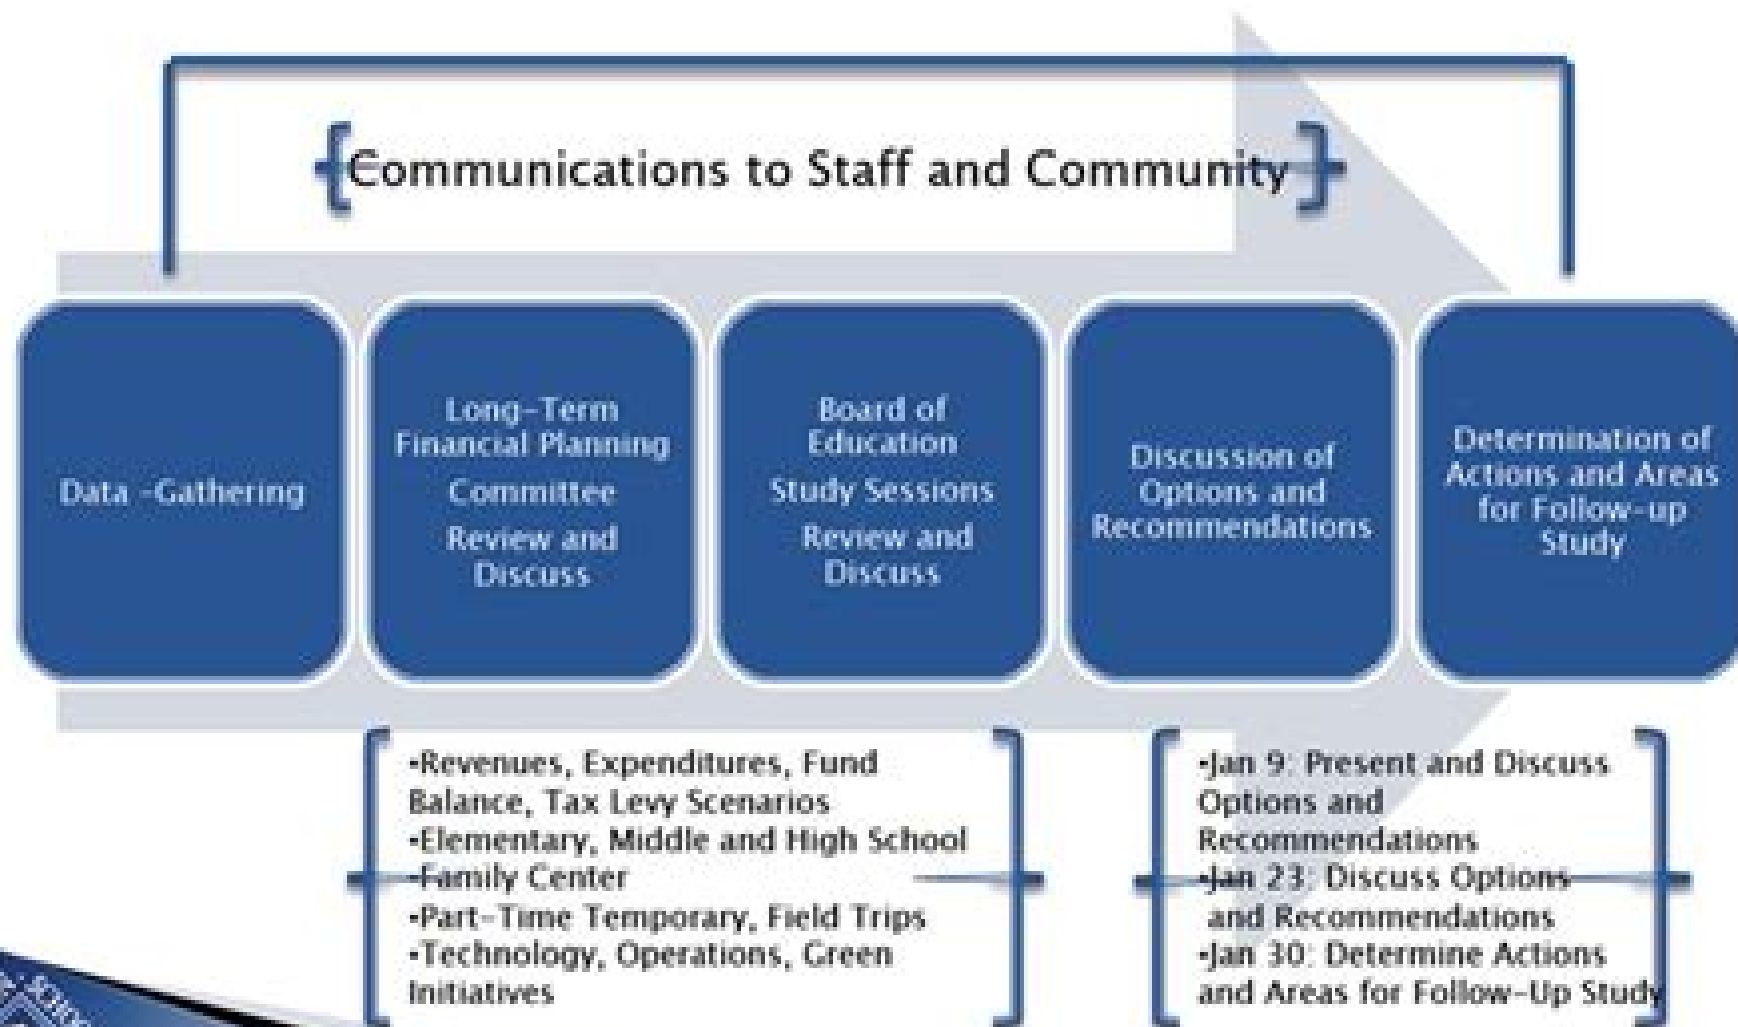 Communications to Staff and Community
Data -Gathering
Long-Term
Financial Planning
Committee
Review and
Discuss
Board of
Education
Study Sessions
Review and
Discuss
Discussion of
Options and
Recommendations
Determination of
Actions and Areas
for Follow-up
Study
•Revenues, Expenditures, Fund
Balance, Tax Levy Scenarios
•Elementary, Middle and High School
•Family Center
•Part-Time Temporary, Field Trips
•Technology, Operations, Green
Initiatives
•Jan 9: Present and Discuss
Options and
Recommendations
•Jan 23: Discuss Options
and Recommendations
•Jan 30: Determine Actions
and Areas for Follow-Up Study